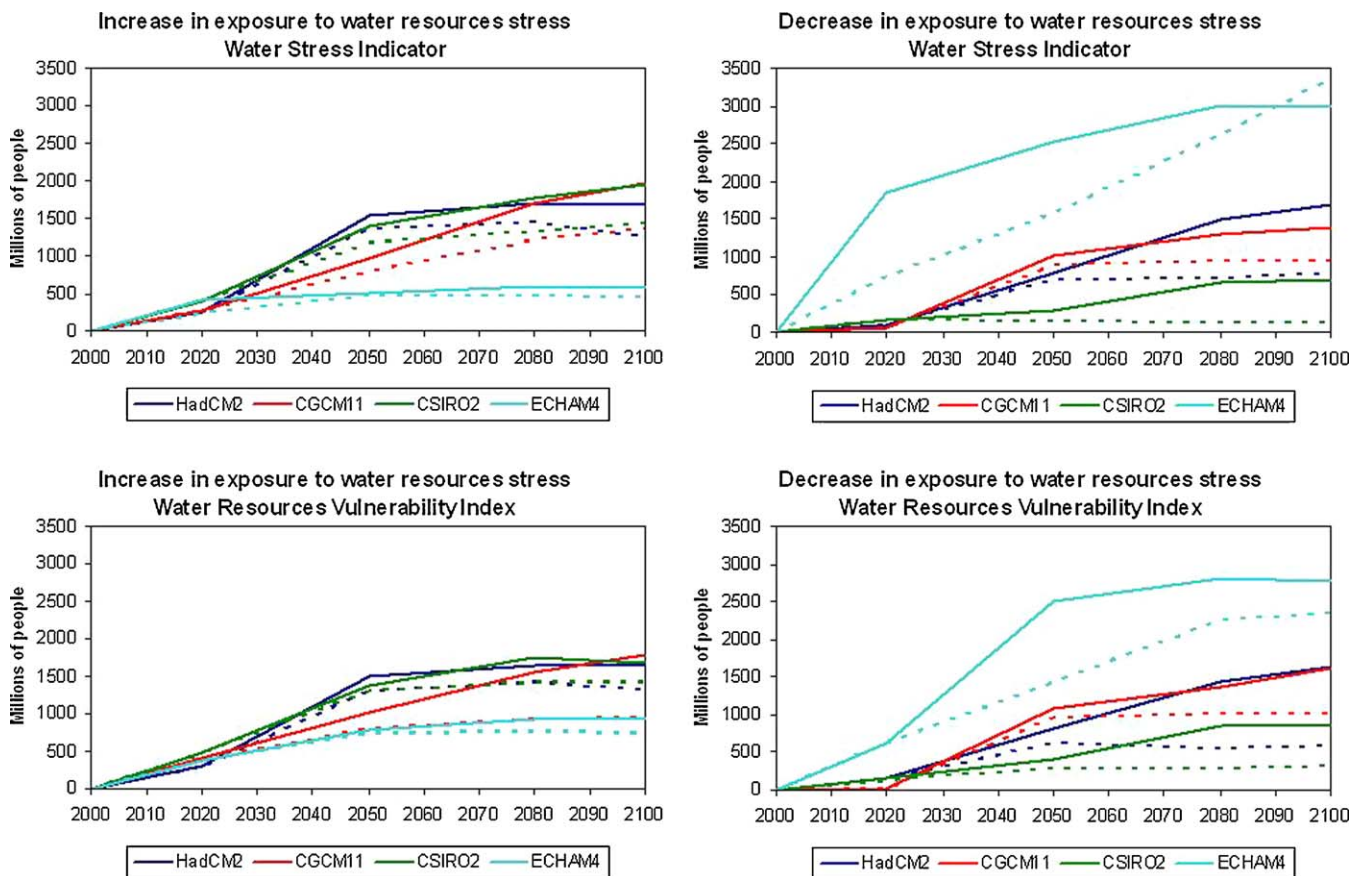 Increase in exposure to water resources stress
Water Stress Indicator
Millions of people
3500
3000
2500
2000
1500
1000
500
0
2000 2010 2020 2030 2040 2050 2060 2070 2080 2090 2100
HadCM2 CGCM11 CSIRO2 ECHAM4
Decrease in exposure to water resources stress
Water Stress Indicator
Millions of people
3500
3000
2500
2000
1500
1000
500
0
2000 2010 2020 2030 2040 2050 2060 2070 2080 2090 2100
HadCM2 CGCM11 CSIRO2 ECHAM4
Increase in exposure to water resources stress
Water Resources Vulnerability Index
Millions of people
3500
3000
2500
2000
1500
1000
500
0
2000 2010 2020 2030 2040 2050 2060 2070 2080 2090 2100
HadCM2 CGCM11 CSIRO2 ECHAM4
Decrease in exposure to water resources stress
Water Resources Vulnerability Index
Millions of people
3500
3000
2500
2000
1500
1000
500
0
2000 2010 2020 2030 2040 2050 2060 2070 2080 2090 2100
HadCM2 CGCM11 CSIRO2 ECHAM4